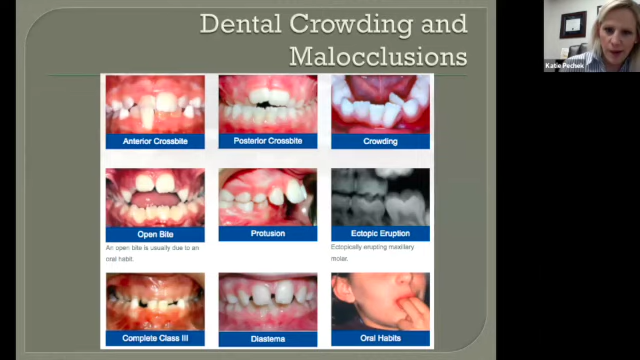 Dental Crowding and
Malocclusions
Katie Pechek
Anterior Crossbite
Posterior Crossbite
Crowding
Open Bite
Protusion
Ectopic Eruption
An open bite is usually due to an
oral habit.
Ectopically erupting maxillary
molar.
Complete Class III
Diastema
Oral Habits